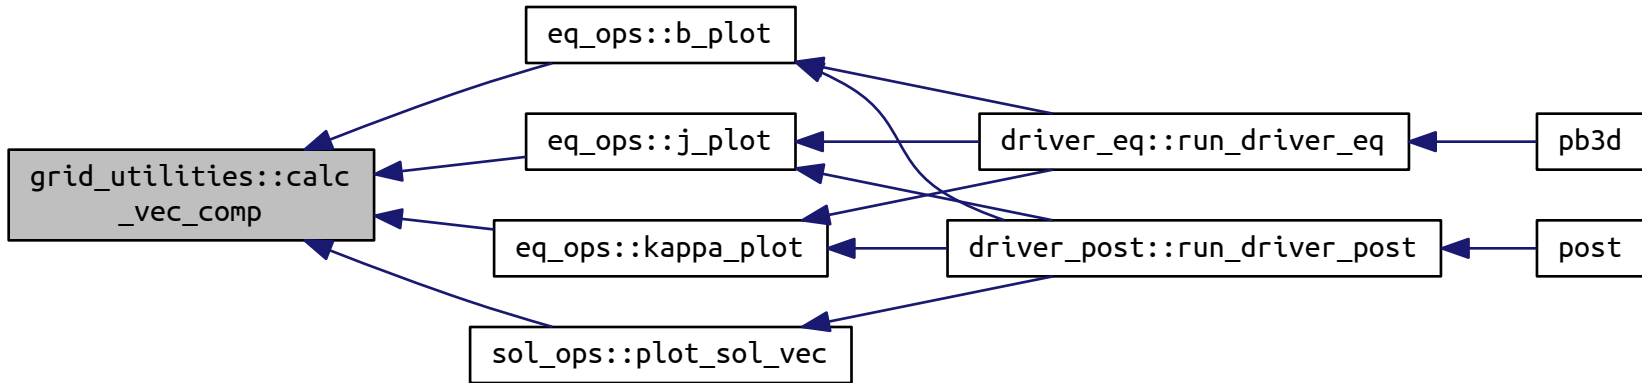 grid_utilities::calc
_vec_comp
eq_ops::b_plot
eq_ops::j_plot
eq_ops::kappa_plot
sol_ops::plot_sol_vec
driver_eq::run_driver_eq
driver_post::run_driver_post
pb3d
post